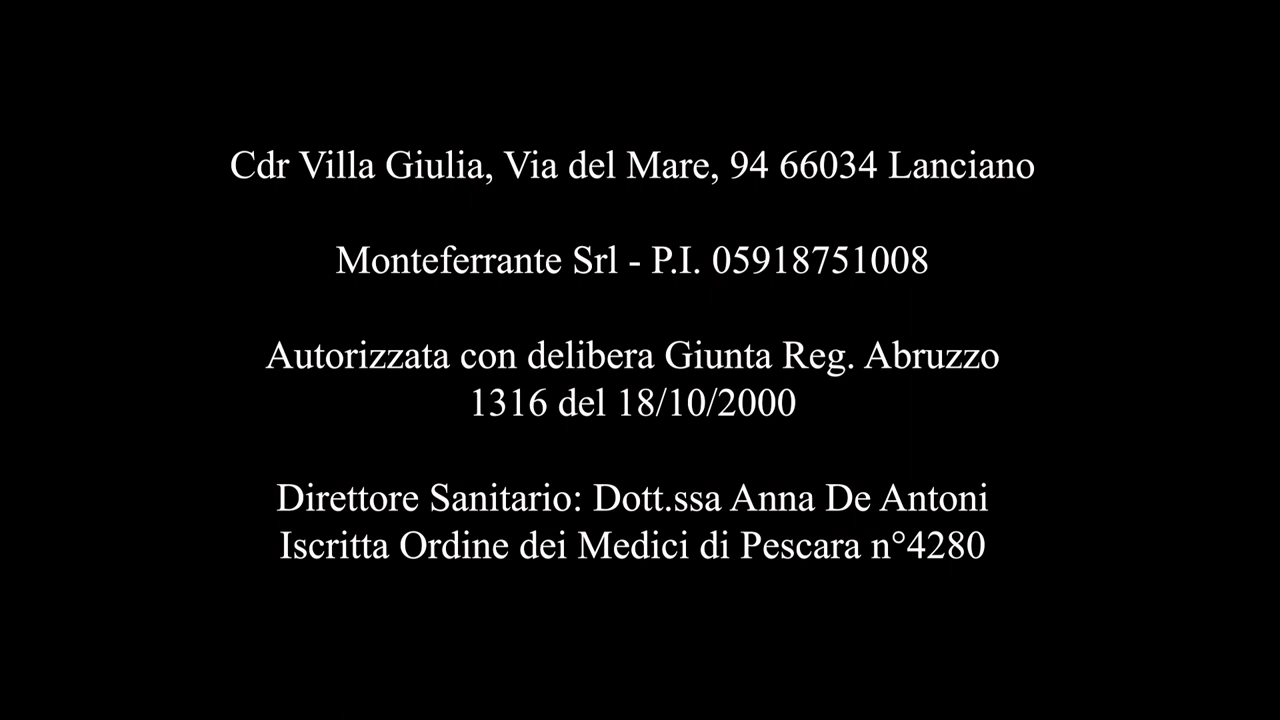 Cdr Villa Giulia, Via del Mare, 94 66034 Lanciano
Monteferrante Srl - P.I. 05918751008
Autorizzata con delibera Giunta Reg. Abruzzo
1316 del 18/10/2000
Direttore Sanitario: Dott.ssa Anna De Antoni
Iscritta Ordine dei Medici di Pescara n°4280